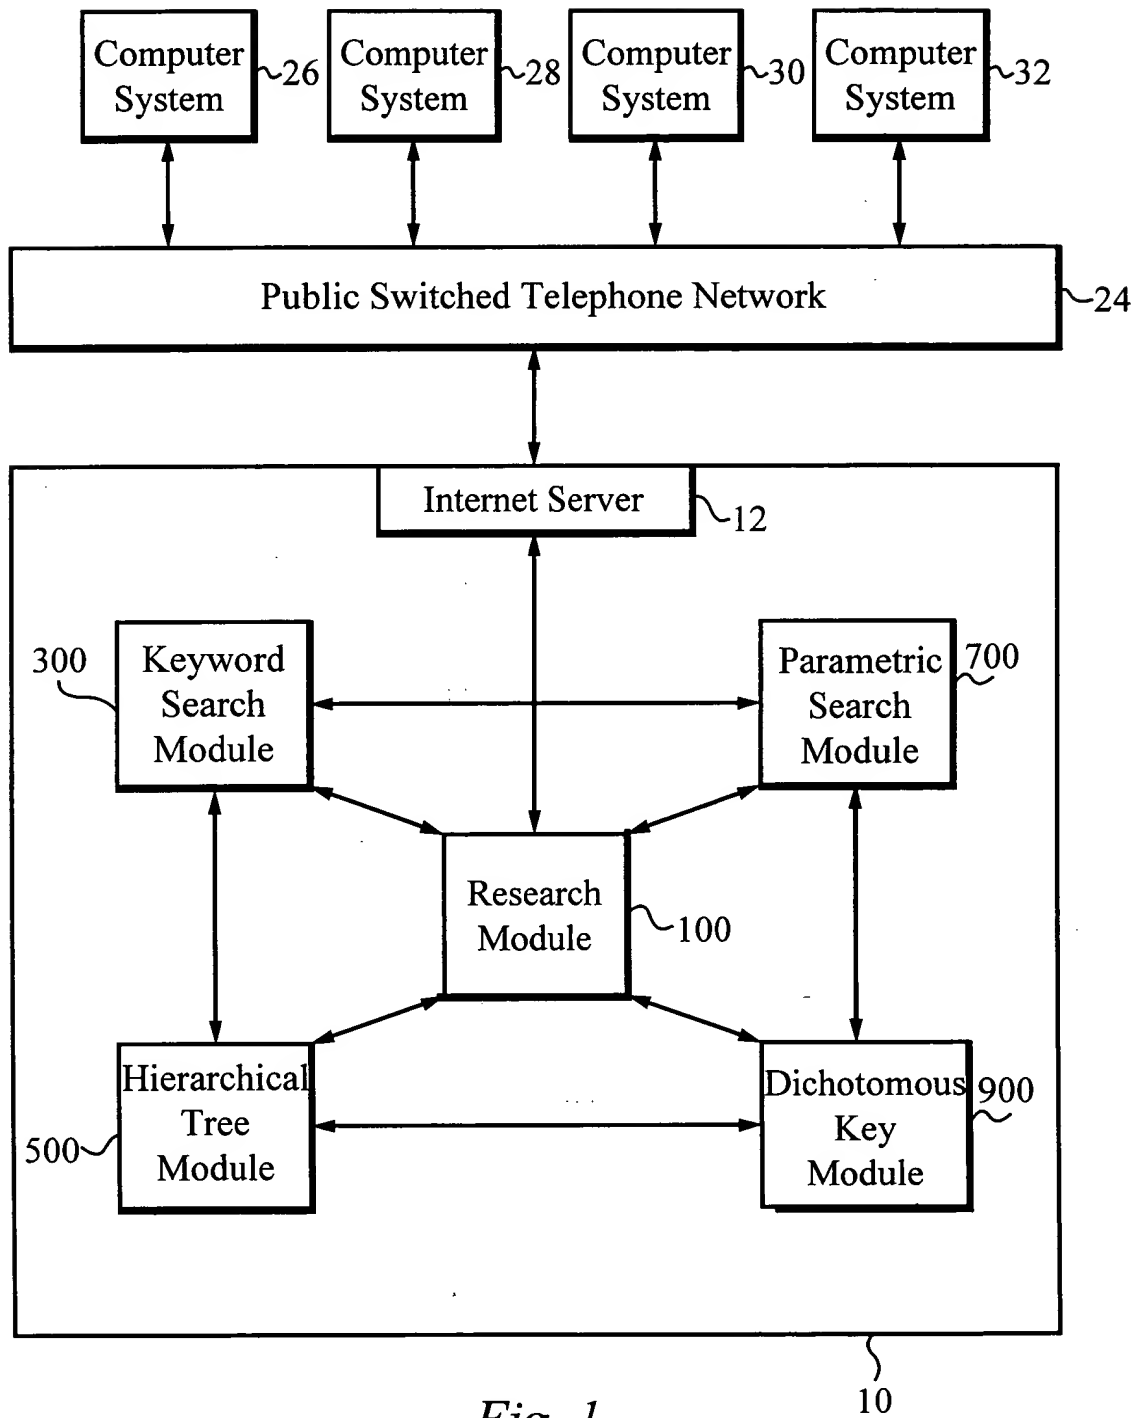 Computer System 26
Computer System 28
Computer System 30
Computer System 32
Public Switched Telephone Network 24
Internet Server 12
300
Keyword
Search
Module
Parametric
Search
Module
700
Research
Module
100
Hierarchical
Tree
Module
500
Dichotomous
Key
Module
900
10
Fig. 1